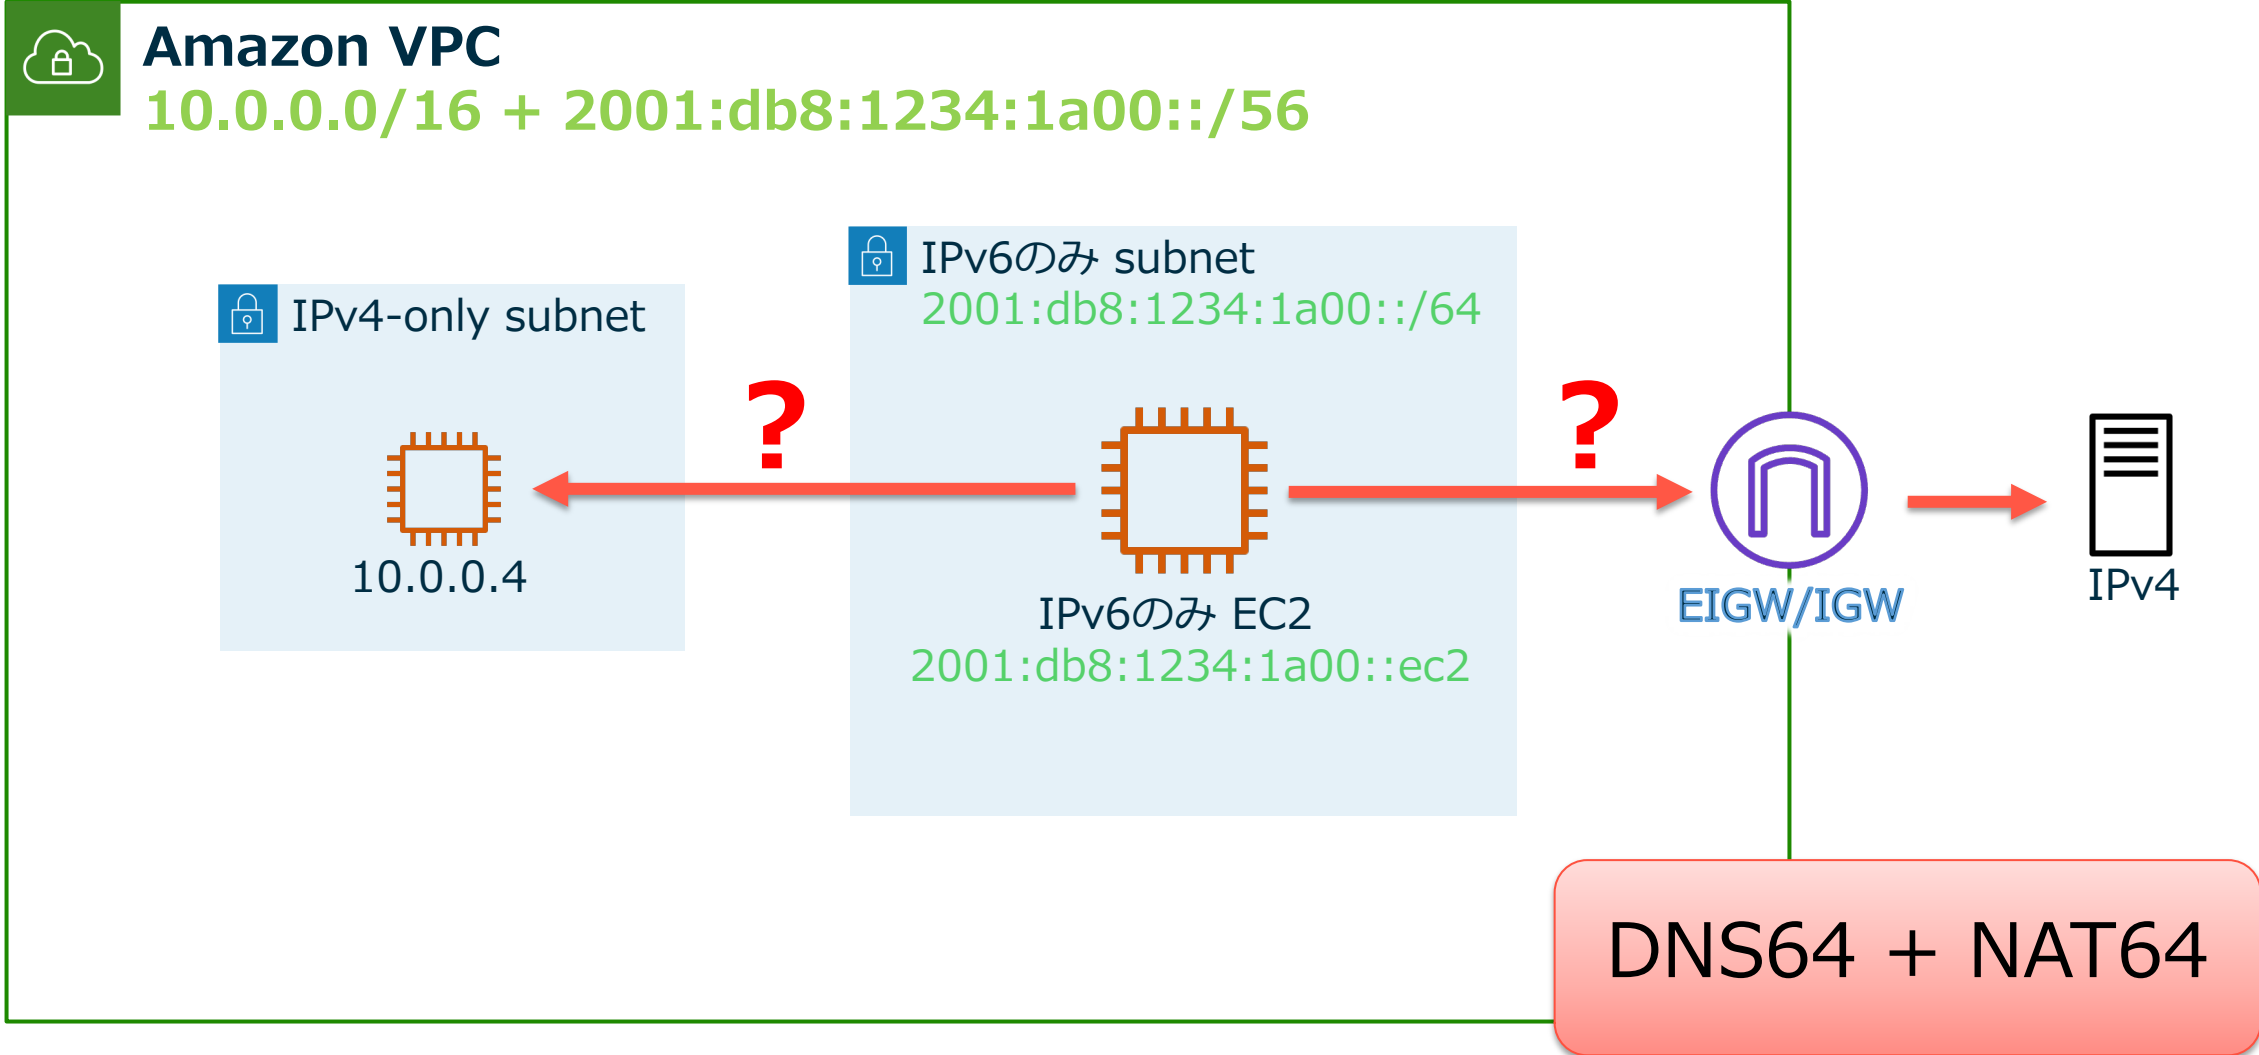 Amazon VPC
10.0.0.0/16 + 2001:db8:1234:1a00::/56
IPv4-only subnet
10.0.0.4
?
IPv6のみ subnet
2001:db8:1234:1a00::/64
IPv6のみ EC2
2001:db8:1234:1a00::ec2
?
EIGW/IGW
IPv4
DNS64 + NAT64